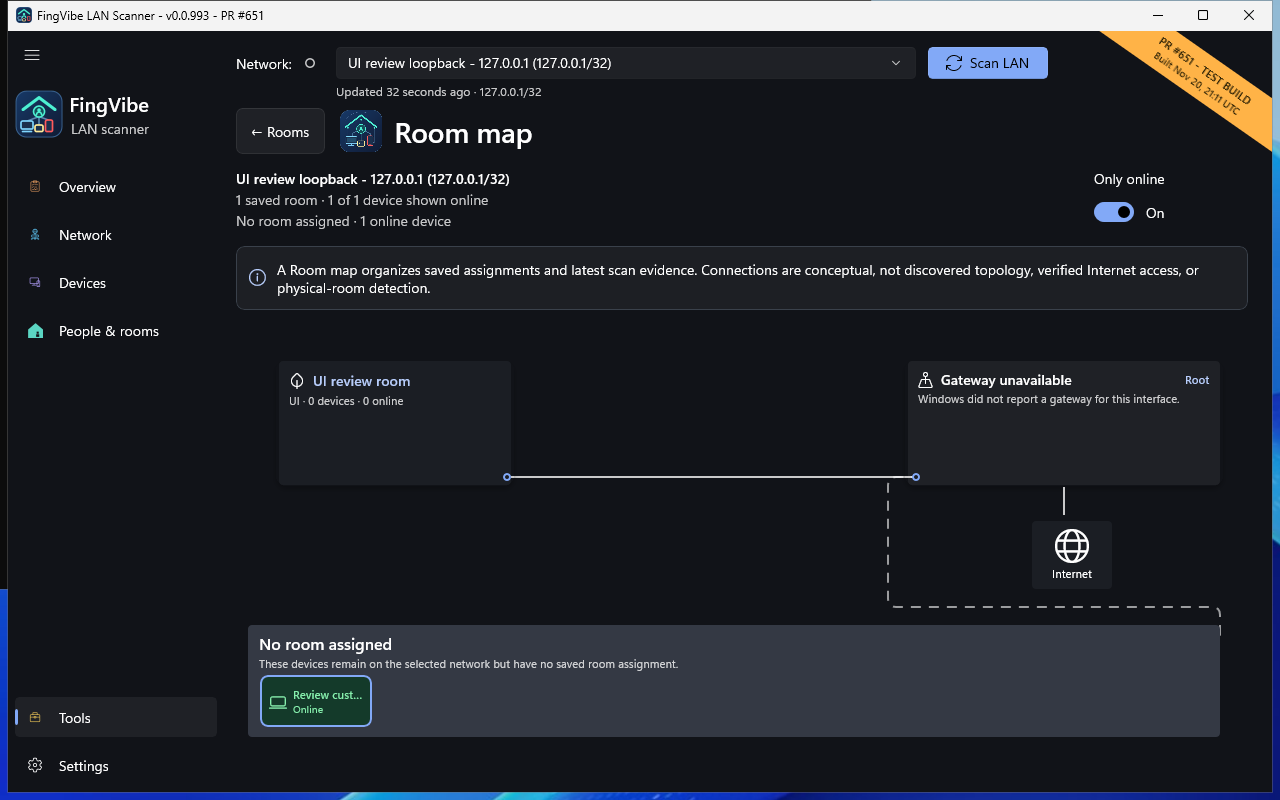 FingVibe LAN Scanner - v0.0.993 - PR #651
PR #651 - TEST BUILD
Built Nov 20, 21:11 UTC
Network:
UI review loopback - 127.0.0.1 (127.0.0.1/32)
Scan LAN
Updated 32 seconds ago · 127.0.0.1/32
FingVibe
LAN scanner
← Rooms
Room map
Overview
Network
Devices
People & rooms
Tools
Settings
UI review loopback - 127.0.0.1 (127.0.0.1/32)
1 saved room · 1 of 1 device shown online
No room assigned · 1 online device
Only online
On
A Room map organizes saved assignments and latest scan evidence. Connections are conceptual, not discovered topology, verified Internet access, or
physical-room detection.
UI review room
UI · 0 devices · 0 online
Gateway unavailable
Root
Windows did not report a gateway for this interface.
Internet
No room assigned
These devices remain on the selected network but have no saved room assignment.
Review cust...
Online